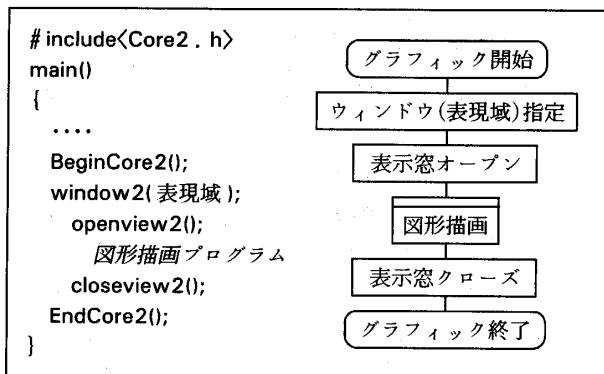 #include<Core2.h>
main()
{
....
BeginCore2();
window2(表現域);
openview2();
図形描画プログラム
closeview2();
EndCore2();
}
グラフィック開始
ウィンドウ(表現域)指定
表示窓オープン
図形描画
表示窓クローズ
グラフィック終了